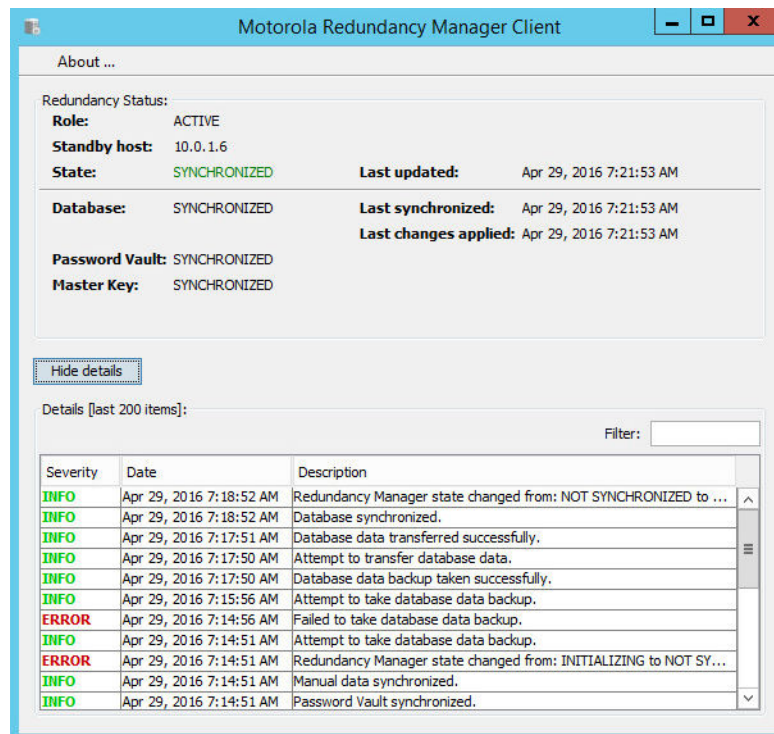 Motorola Redundancy Manager Client
About ...
Redundancy Status:
Role: ACTIVE
Standby host: 10.0.1.6
State: SYNCHRONIZED Last updated: Apr 29, 2016 7:21:53 AM
Database: SYNCHRONIZED Last synchronized: Apr 29, 2016 7:21:53 AM
Last changes applied: Apr 29, 2016 7:21:53 AM
Password Vault: SYNCHRONIZED
Master Key: SYNCHRONIZED
Hide details
Details [last 200 items]:
Filter:
Severity Date Description
INFO Apr 29, 2016 7:18:52 AM Redundancy Manager state changed from: NOT SYNCHRONIZED to ...
INFO Apr 29, 2016 7:18:52 AM Database synchronized.
INFO Apr 29, 2016 7:17:51 AM Database data transferred successfully.
INFO Apr 29, 2016 7:17:50 AM Attempt to transfer database data.
INFO Apr 29, 2016 7:17:50 AM Database data backup taken successfully.
INFO Apr 29, 2016 7:15:56 AM Attempt to take database data backup.
ERROR Apr 29, 2016 7:14:56 AM Failed to take database data backup.
INFO Apr 29, 2016 7:14:51 AM Attempt to take database data backup.
ERROR Apr 29, 2016 7:14:51 AM Redundancy Manager state changed from: INITIALIZING to NOT SY...
INFO Apr 29, 2016 7:14:51 AM Manual data synchronized.
INFO Apr 29, 2016 7:14:51 AM Password Vault synchronized.